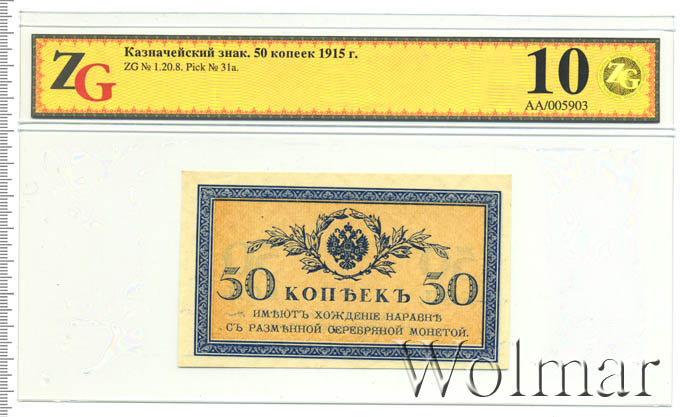 ZG
Казначейский знак. 50 копеек 1915 г.
ZG № 1.20.8. Pick № 31a.
10
ZG
AA/005903
50 КОПѢЕКЪ 50
ИМѢЮТЪ ХОЖДЕНІЕ НАРАВНѢ
СЪ РАЗМѢННОЙ СЕРЕБРЯНОЙ МОНЕТОЙ.
Wolmar